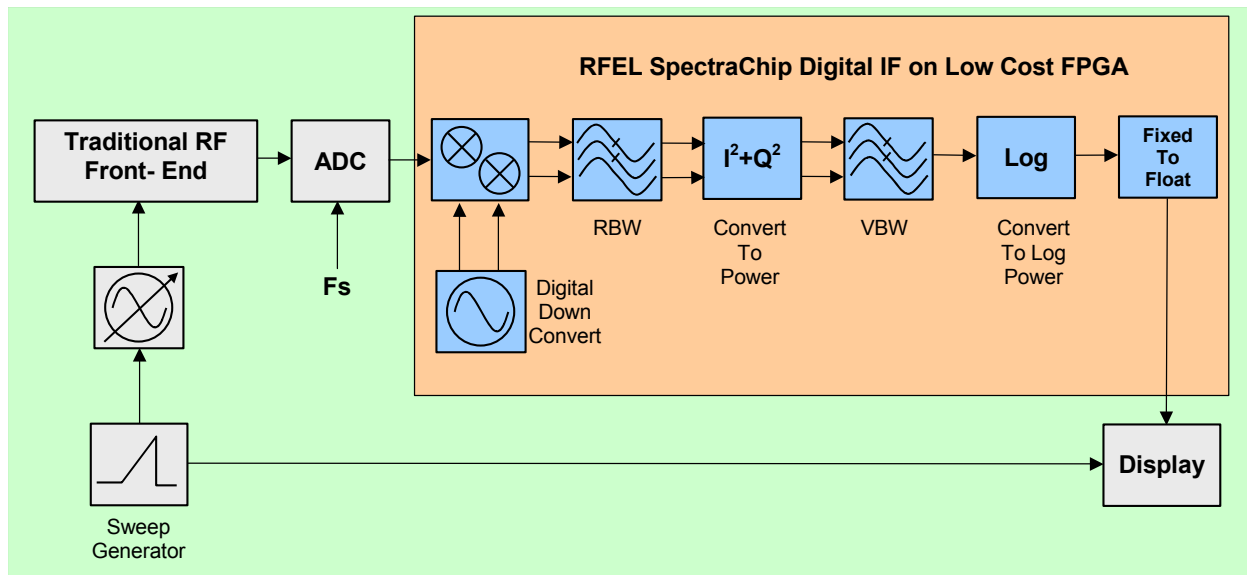 RFEL SpectraChip Digital IF on Low Cost FPGA
Traditional RF
Front- End
ADC
I²+Q²
Log
Fixed
To
Float
RBW
Convert
To
Power
VBW
Convert
To Log
Power
Fs
Digital
Down
Convert
Display
Sweep
Generator